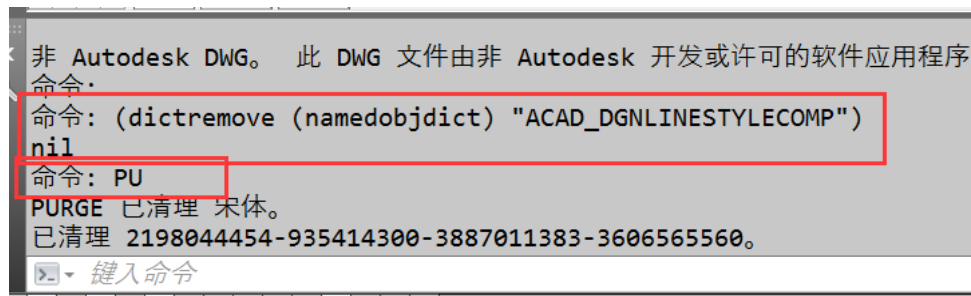 非 Autodesk DWG。 此 DWG 文件由非 Autodesk 开发或许可的软件应用程序
命令:
命令: (dictremove (namedobjdict) "ACAD_DGNLINESTYLECOMP")
nil
命令: PU
PURGE 已清理 宋体。
已清理 2198044454-935414300-3887011383-3606565560。
键入命令